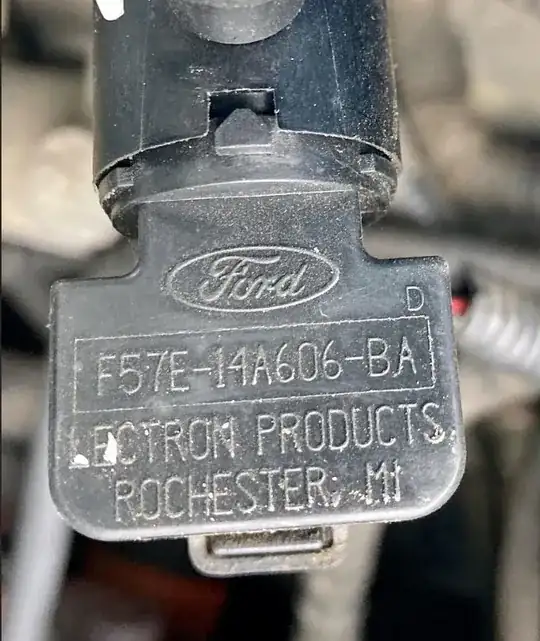 Ford
D
F57E-14A606-BA
LECTRON PRODUCTS
ROCHESTER, MI